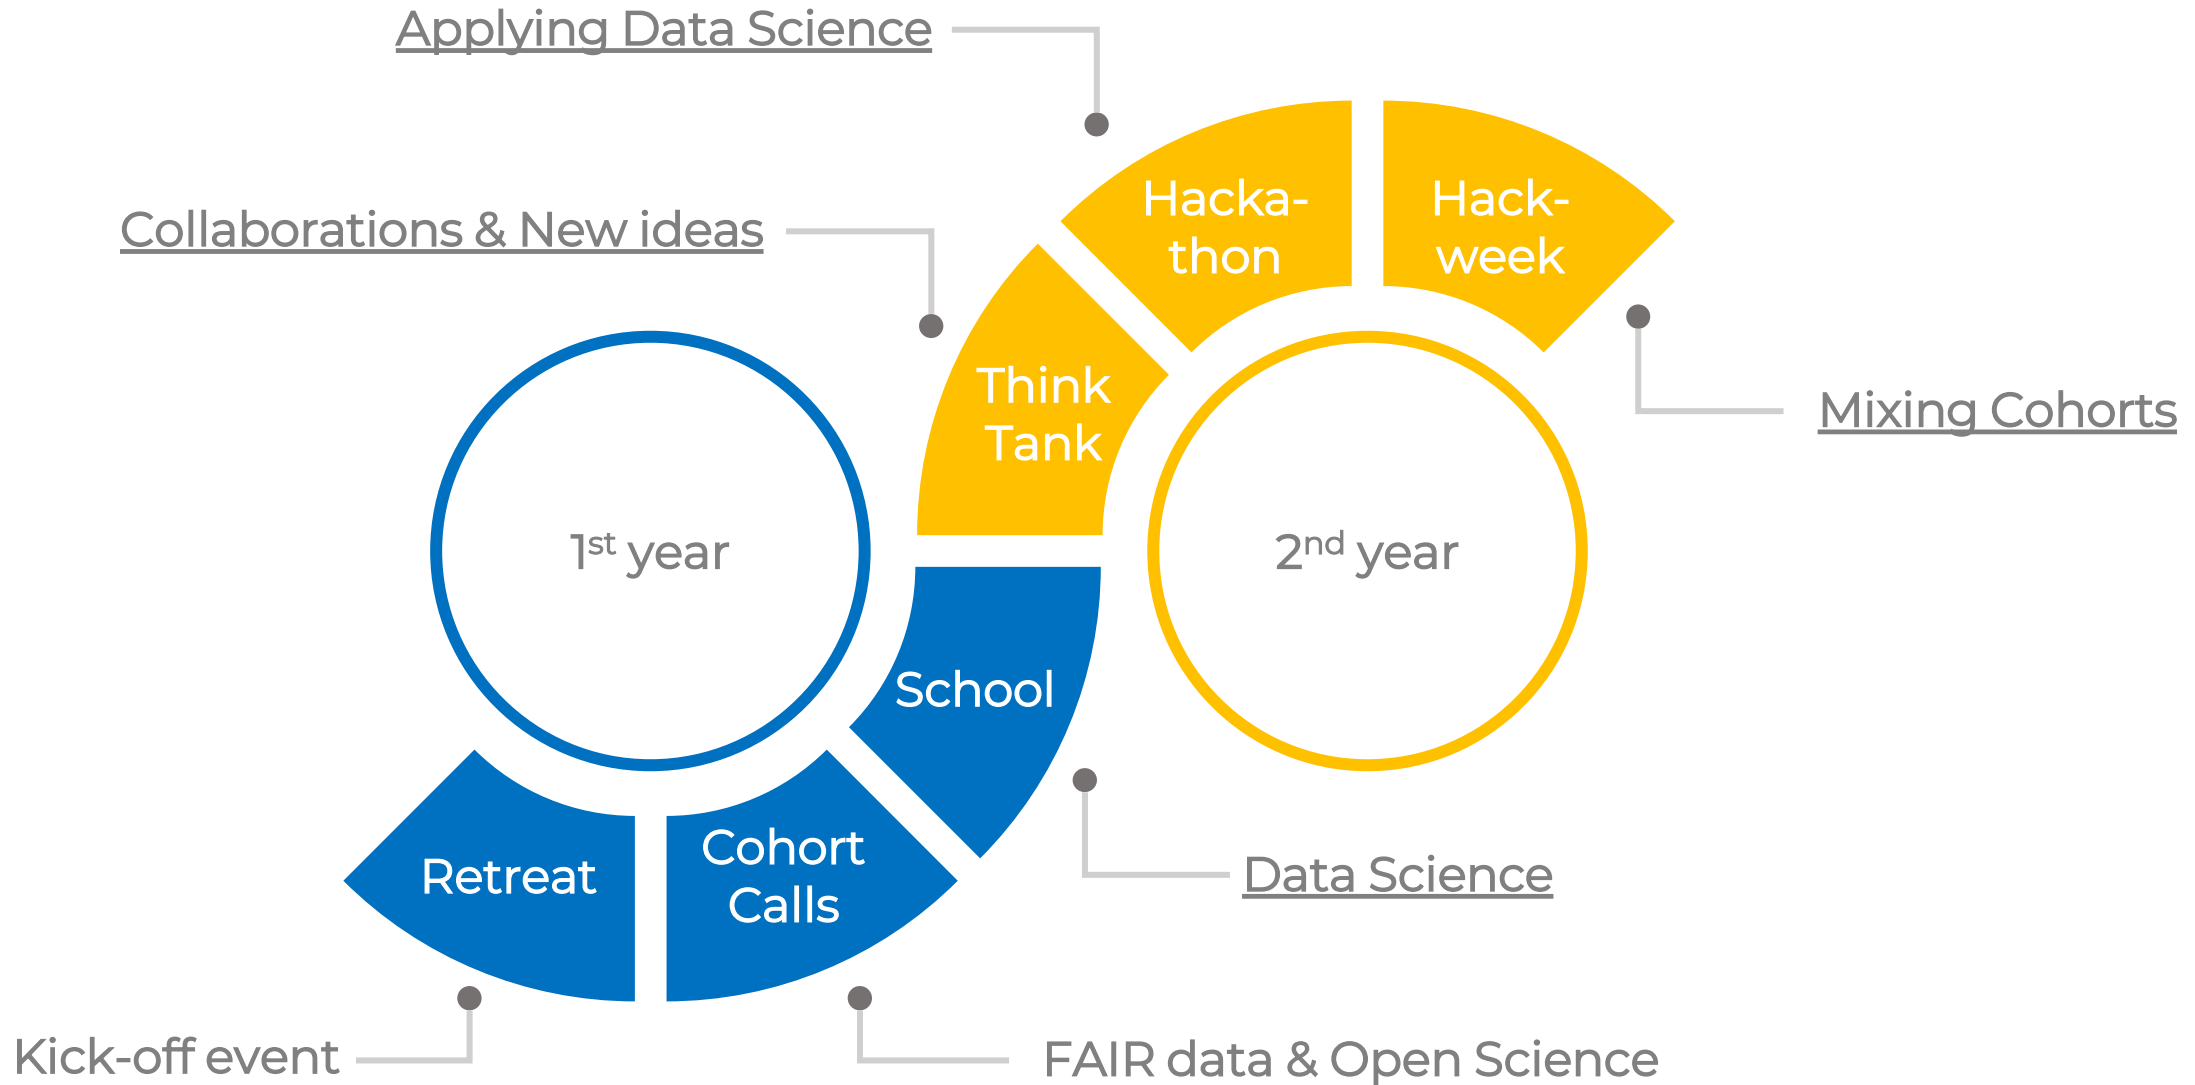 Applying Data Science
Hacka-
thon
Hack-
week
Collaborations & New ideas
Think
Tank
Mixing Cohorts
1st year
2nd year
School
Cohort
Calls
Retreat
Data Science
Kick-off event
FAIR data & Open Science